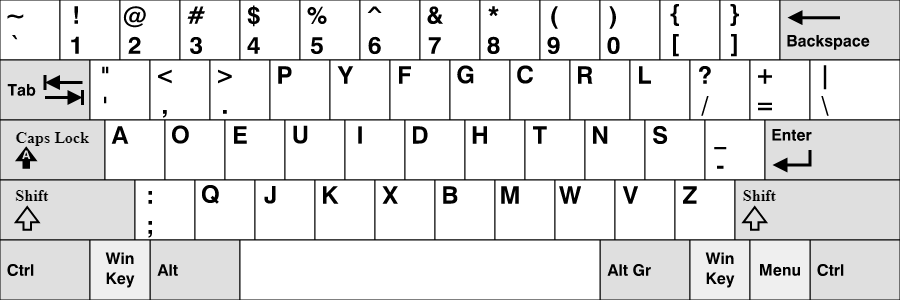 ~ ! @ # $ % ^ & * ( ) { }
` 1 2 3 4 5 6 7 8 9 0 [ ] Backspace
Tab " < > P Y F G C R L ? + |
' , . / = \
Caps Lock A O E U I D H T N S _ Enter
A -
Shift : Q J K X B M W V Z Shift
;
Ctrl Win Key Alt Alt Gr Win Key Menu Ctrl